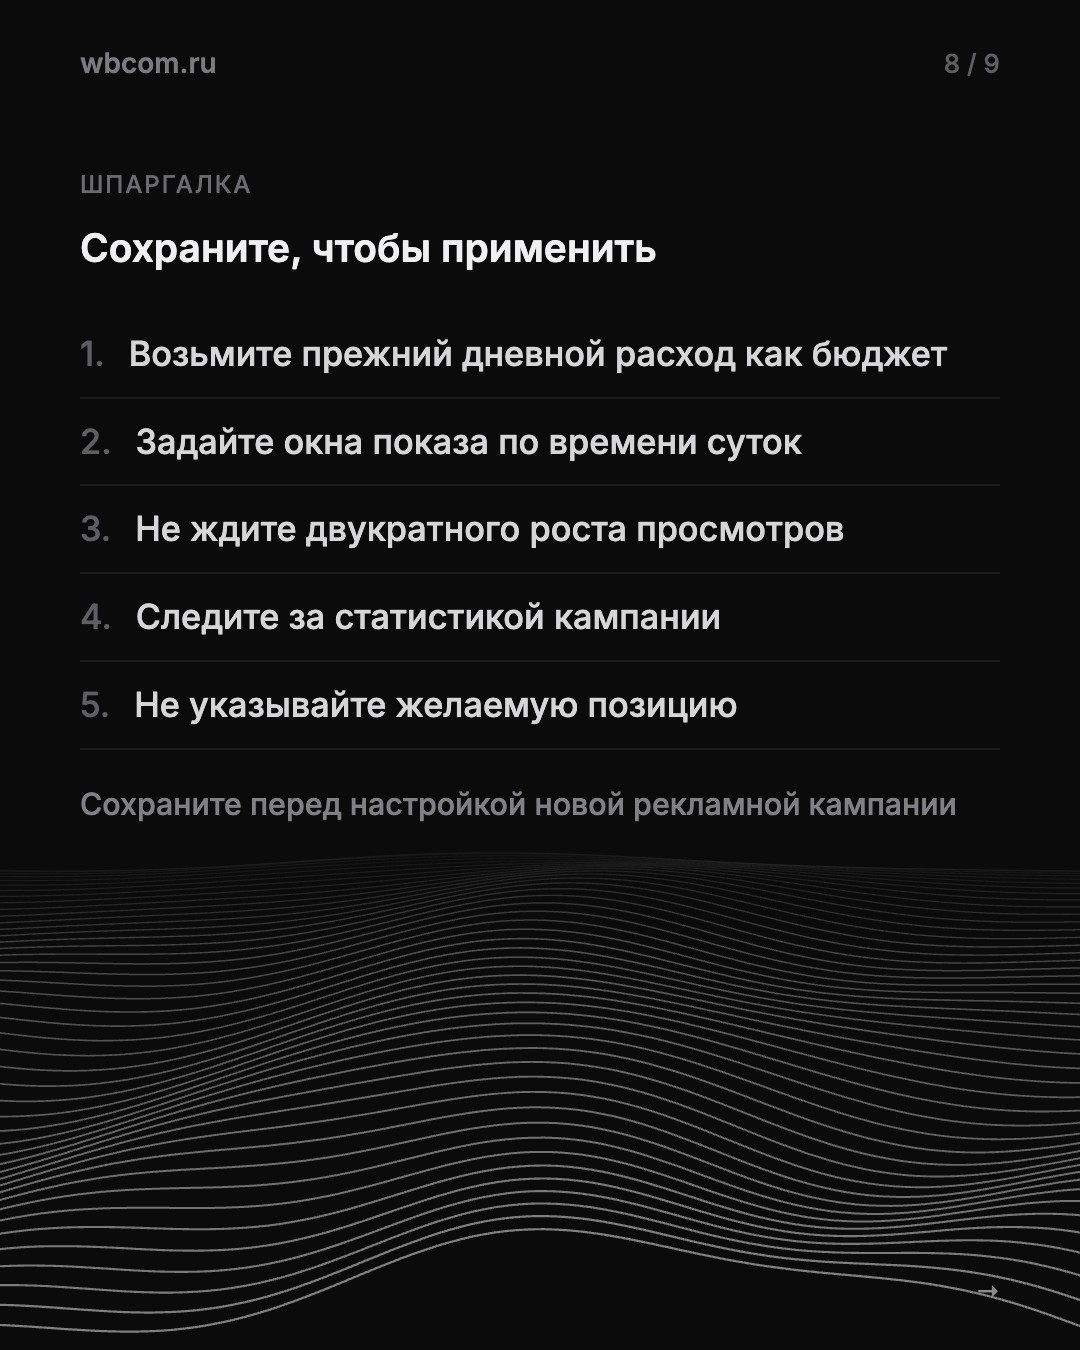 wbcom.ru
8 / 9
ШПАРГАЛКА
Сохраните, чтобы применить
1. Возьмите прежний дневной расход как бюджет
2. Задайте окна показа по времени суток
3. Не ждите двукратного роста просмотров
4. Следите за статистикой кампании
5. Не указывайте желаемую позицию
Сохраните перед настройкой новой рекламной кампании
→